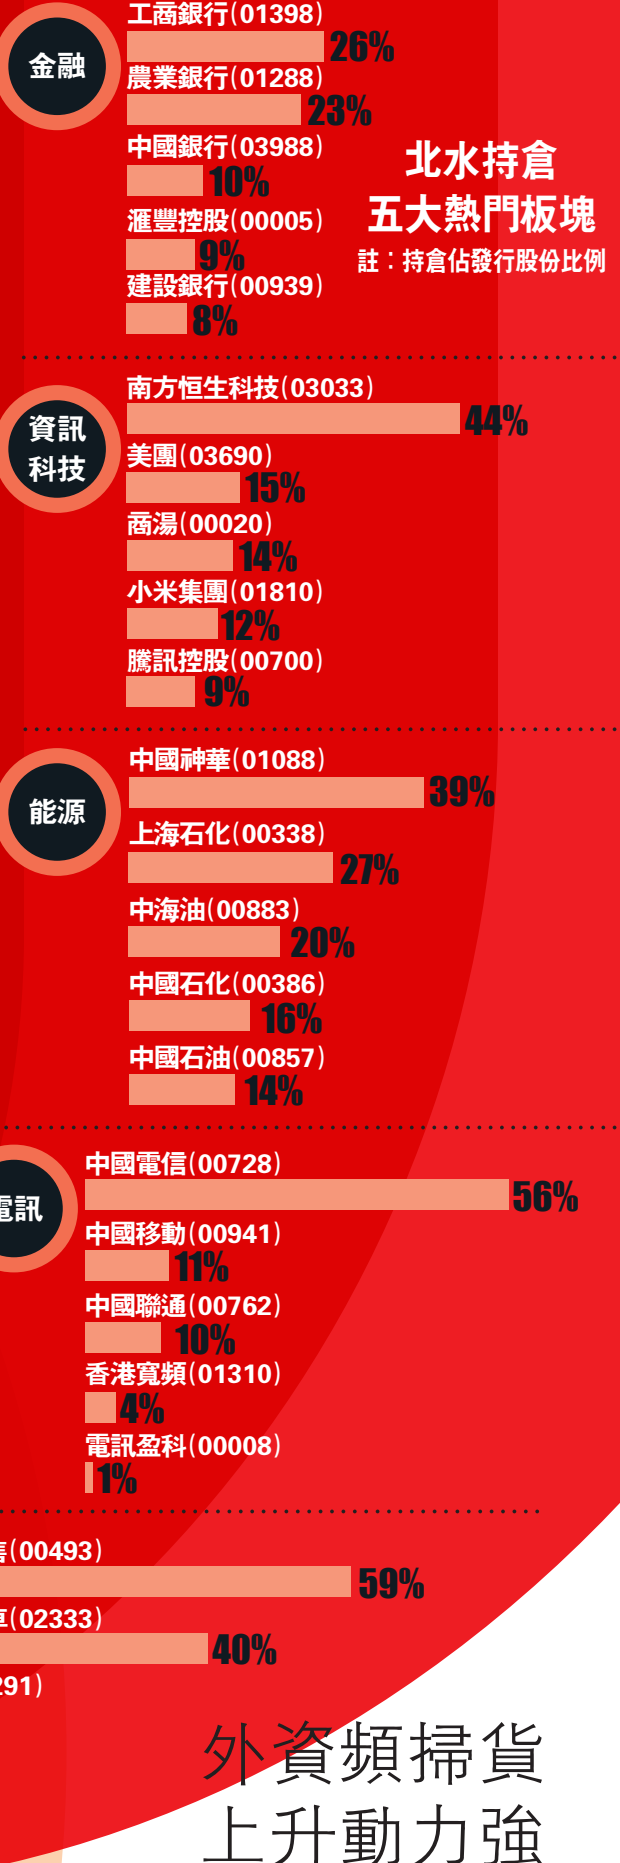 金融
工商銀行(01398)
26%
農業銀行(01288)
23%
中國銀行(03988)
10%
滙豐控股(00005)
9%
建設銀行(00939)
8%
北水持倉
五大熱門板塊
註：持倉佔發行股份比例
資訊
科技
南方恒生科技(03033)
44%
美團(03690)
15%
商湯(00020)
14%
小米集團(01810)
12%
騰訊控股(00700)
9%
能源
中國神華(01088)
39%
上海石化(00338)
27%
中海油(00883)
20%
中國石化(00386)
16%
中國石油(00857)
14%
電訊
中國電信(00728)
56%
中國移動(00941)
11%
中國聯通(00762)
10%
香港寬頻(01310)
4%
電訊盈科(00008)
1%
(00493)
59%
(02333)
40%
291)
外資頻掃貨
上升動力強